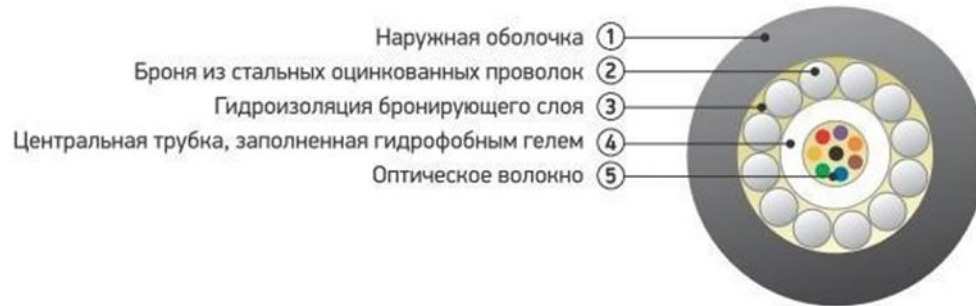 Наружная оболочка 1
Броня из стальных оцинкованных проволок 2
Гидроизоляция бронирующего слоя 3
Центральная трубка, заполненная гидрофобным гелем 4
Оптическое волокно 5